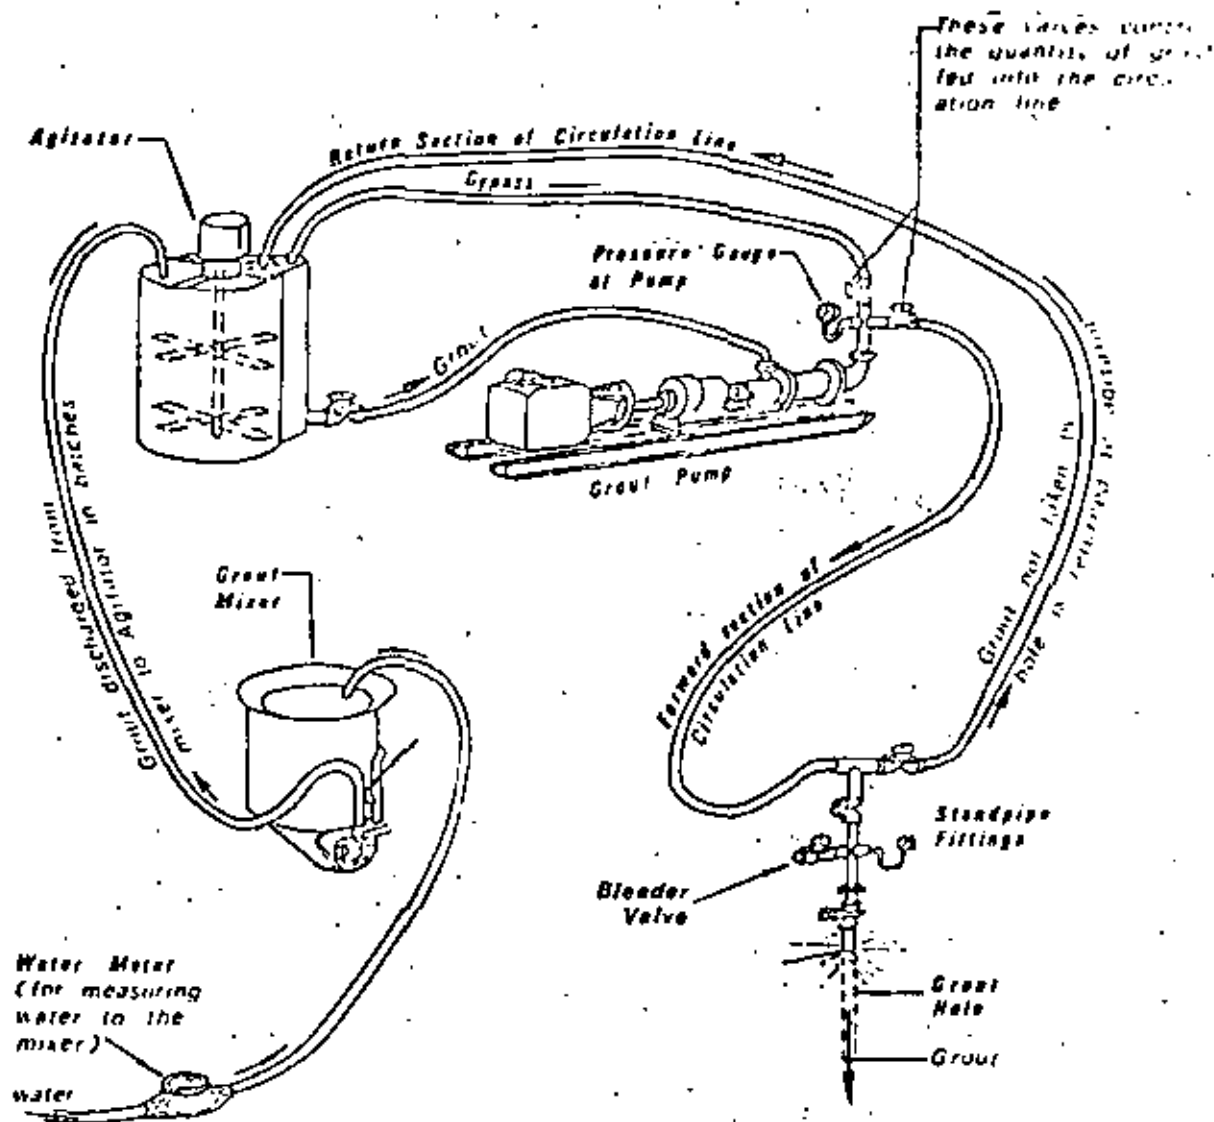 These valves
the quantity of
fed into the
ation line
Agitator
Return Section of Circulation Line
Bypass
Pressure Gauge
at Pump
Grout
Grout Pump
Grout discharged from
mixer to Agitator in batches
Grout
Mixer
Forward section of
Circulation line
Grout not taken is
hole is returned to
Standpipe
Fittings
Bleeder
Valve
Water Meter
(for measuring
water to the
mixer)
water
Grout
Hole
Grout